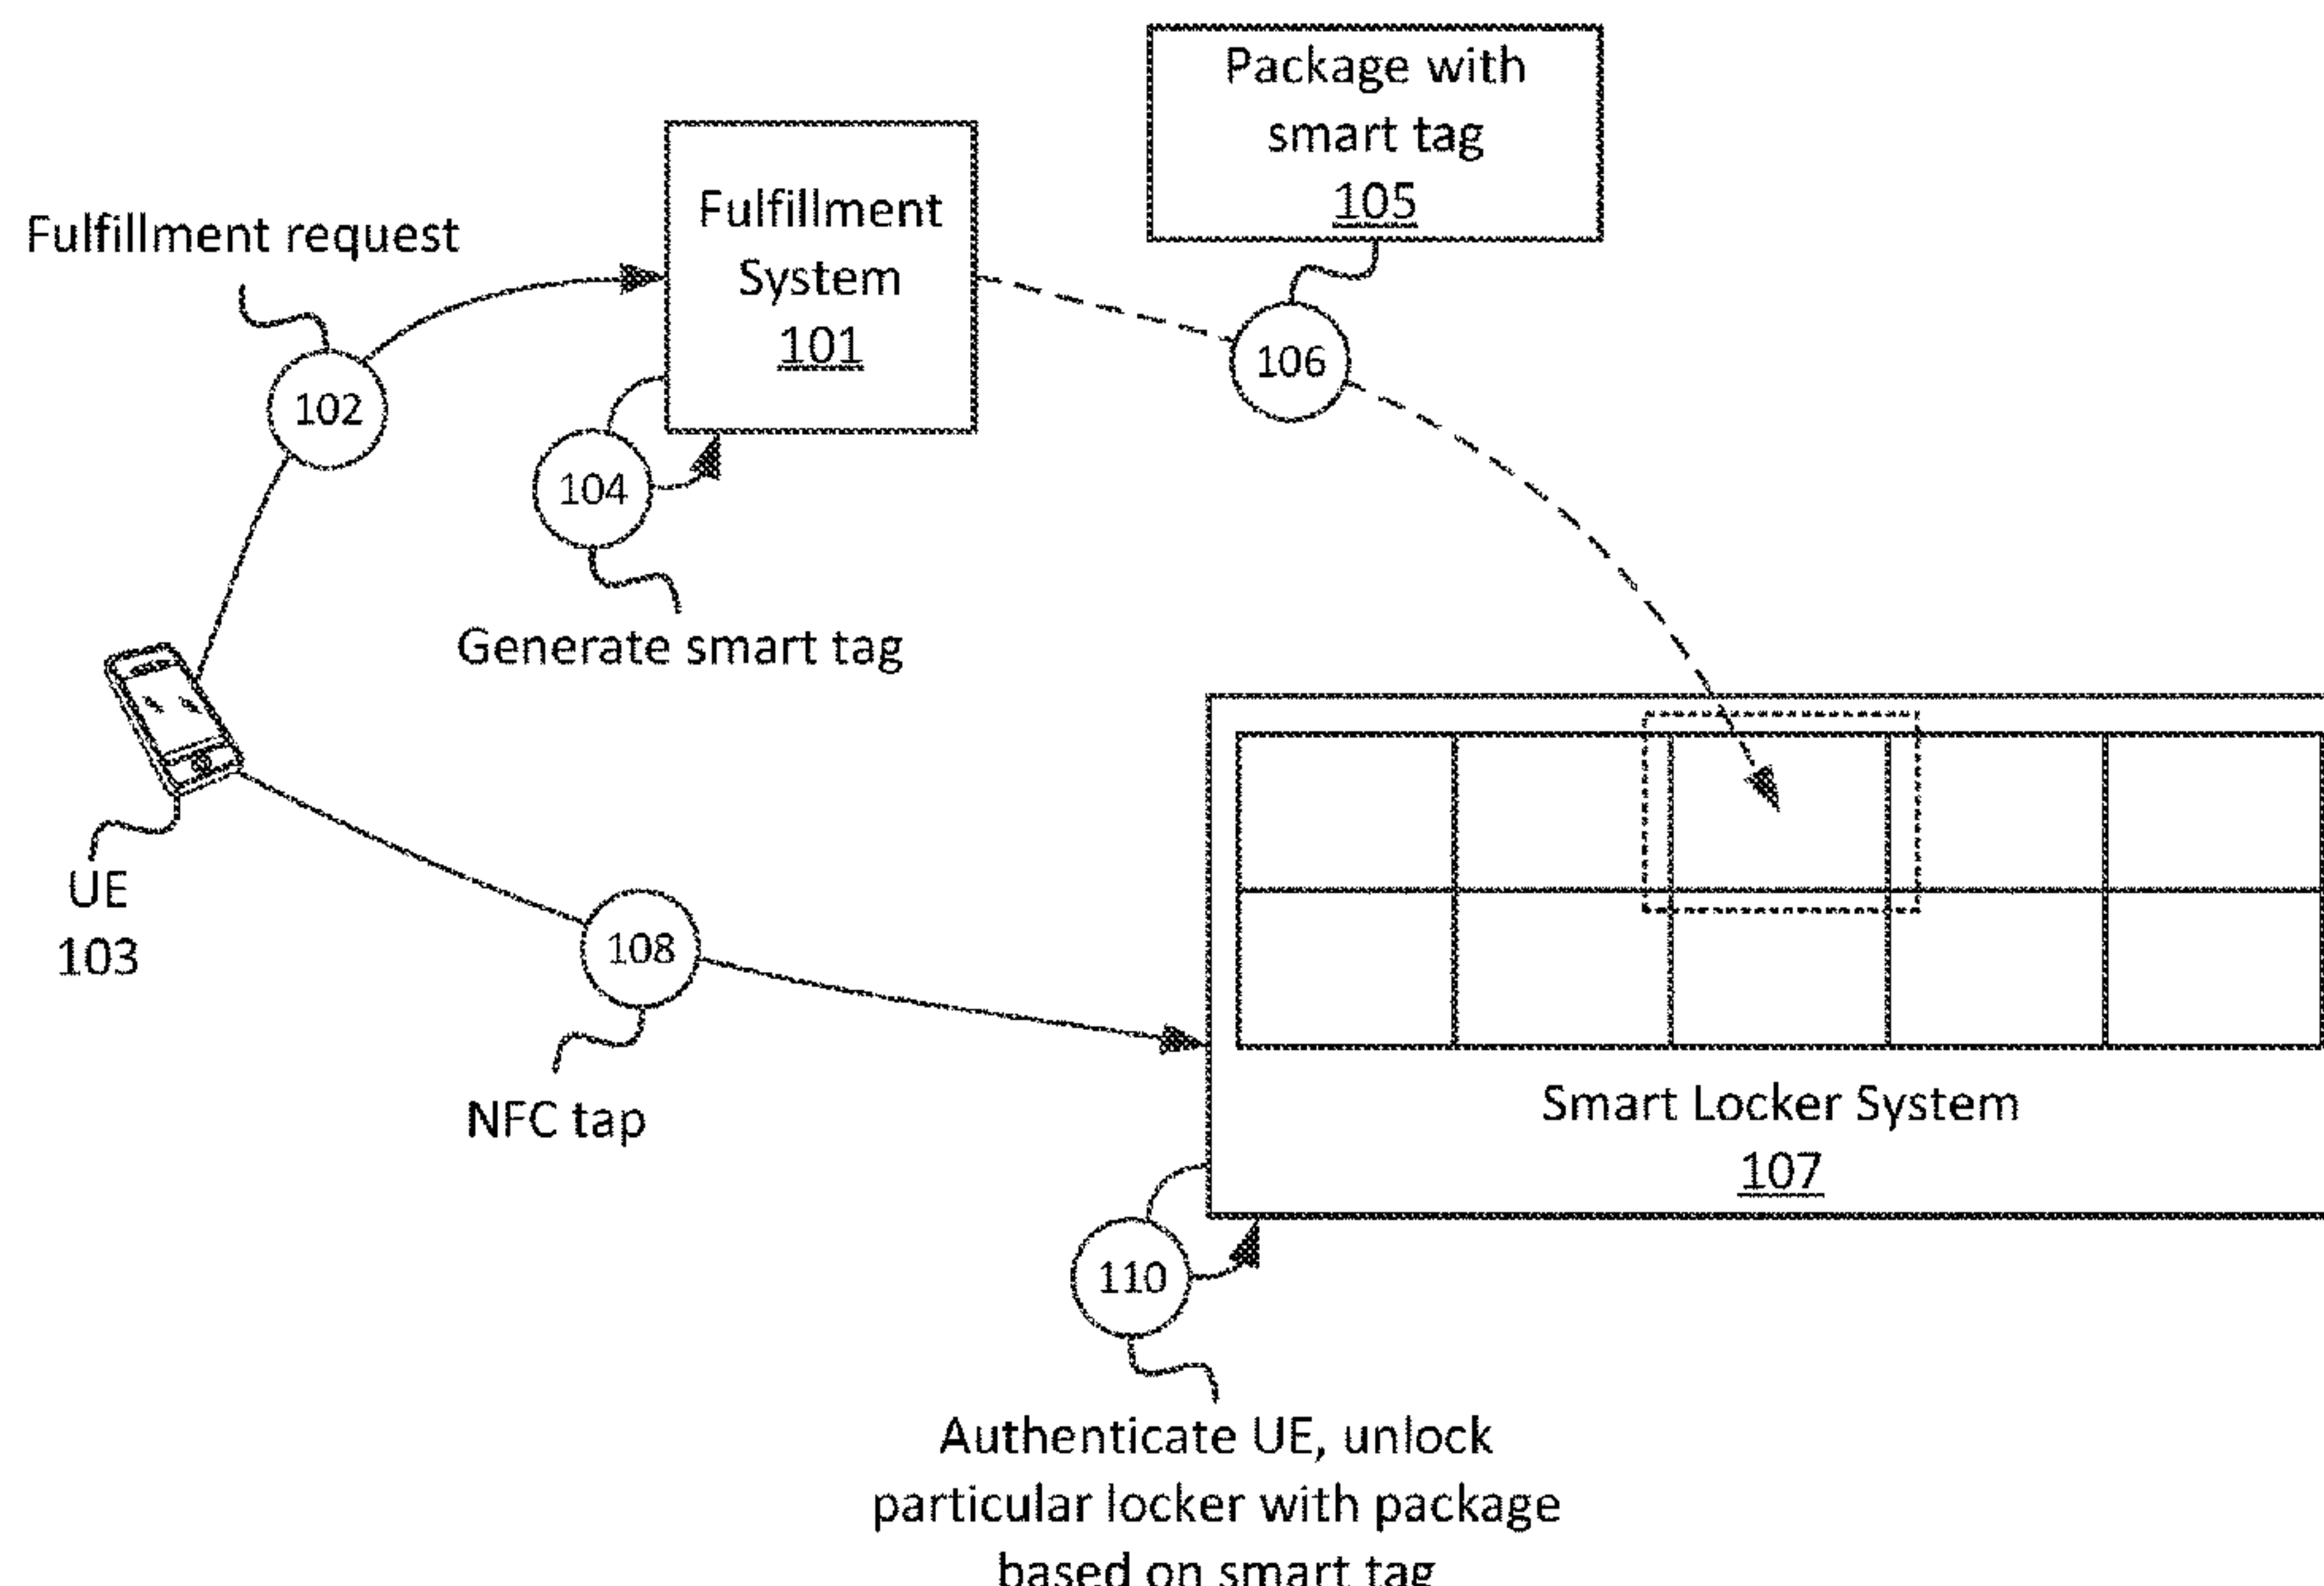 Package with
smart tag
105
Fulfillment
System
101
Fulfillment request
106
102
104
Generate smart tag
UE
103
108
NFC tap
Smart Locker System
107
110
Authenticate UE, unlock
particular locker with package
based on smart tag